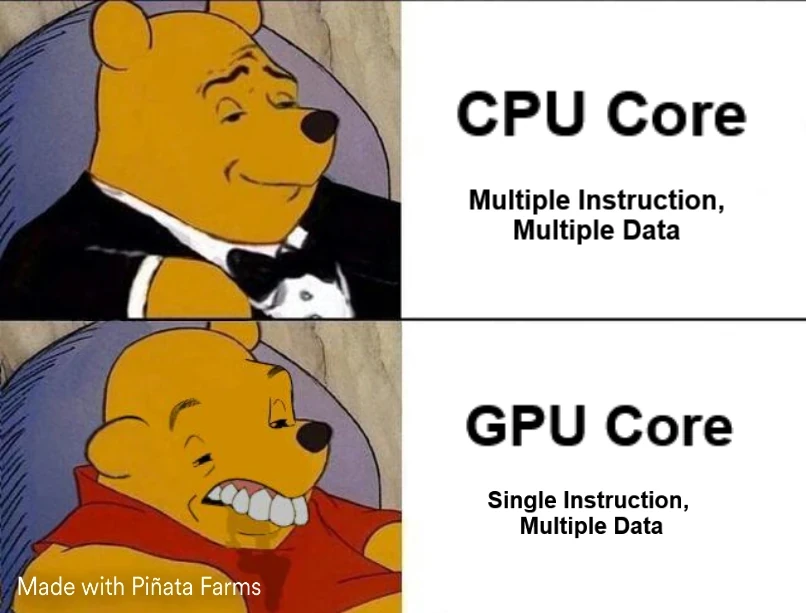 CPU Core
Multiple Instruction,
Multiple Data
GPU Core
Single Instruction,
Multiple Data
Made with Piñata Farms